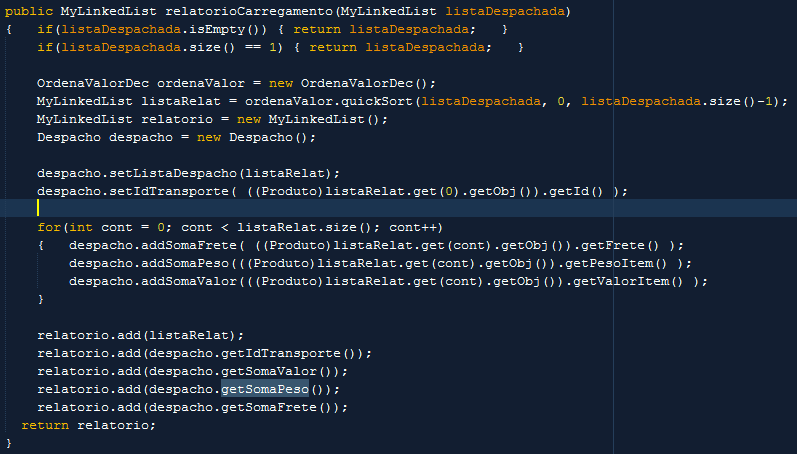 public MyLinkedList relatorioCarregamento(MyLinkedList listaDespachada)
{   if(listaDespachada.isEmpty()) { return listaDespachada;   }
    if(listaDespachada.size() == 1) { return listaDespachada;   }
    OrdenaValorDec ordenaValor = new OrdenaValorDec();
    MyLinkedList listaRelat = ordenaValor.quickSort(listaDespachada, 0, listaDespachada.size()-1);
    MyLinkedList relatorio = new MyLinkedList();
    Despacho despacho = new Despacho();
    despacho.setListaDespacho(listaRelat);
    despacho.setIdTransporte( ((Produto)listaRelat.get(0).getObj()).getId() );
    for(int cont = 0; cont < listaRelat.size(); cont++)
    {   despacho.addSomaFrete( ((Produto)listaRelat.get(cont).getObj()).getFrete() );
        despacho.addSomaPeso(((Produto)listaRelat.get(cont).getObj()).getPesoItem() );
        despacho.addSomaValor(((Produto)listaRelat.get(cont).getObj()).getValorItem() );
    }
    relatorio.add(listaRelat);
    relatorio.add(despacho.getIdTransporte());
    relatorio.add(despacho.getSomaValor());
    relatorio.add(despacho.getSomaPeso());
    relatorio.add(despacho.getSomaFrete());
  return relatorio;
}